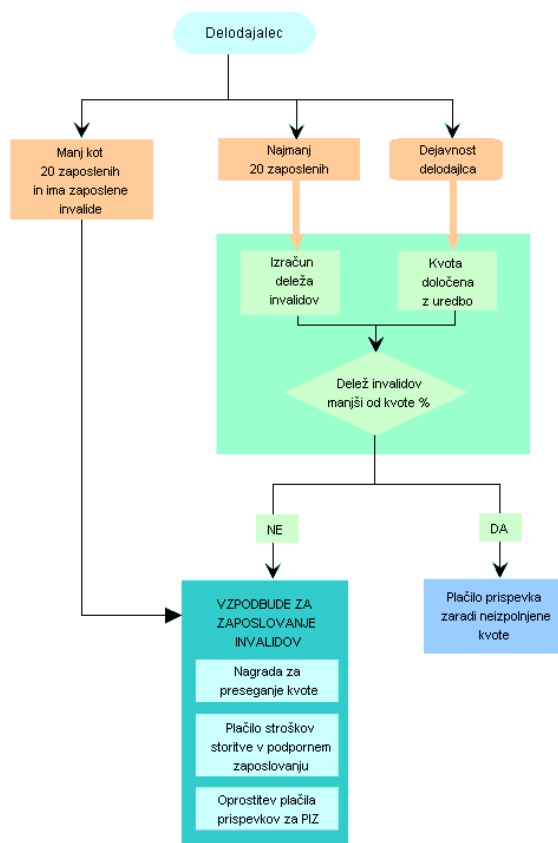 Delodajalec
Manj kot
20 zaposlenih
in ima zaposlene
invalide
Najmanj
20 zaposlenih
Dejavnost
delodajlca
Izračun
deleža
invalidov
Kvota
določena
z uredbo
Delež invalidov
manjši od kvote %
NE
DA
VZPODBUDE ZA
ZAPOSLOVANJE
INVALIDOV
Nagrada za
preseganje kvote
Plačilo stroškov
storitve v podpornem
zaposlovanju
Oprostitev plačila
prispevkov za PIZ
Plačilo prispevka
zaradi neizpolnjene
kvote